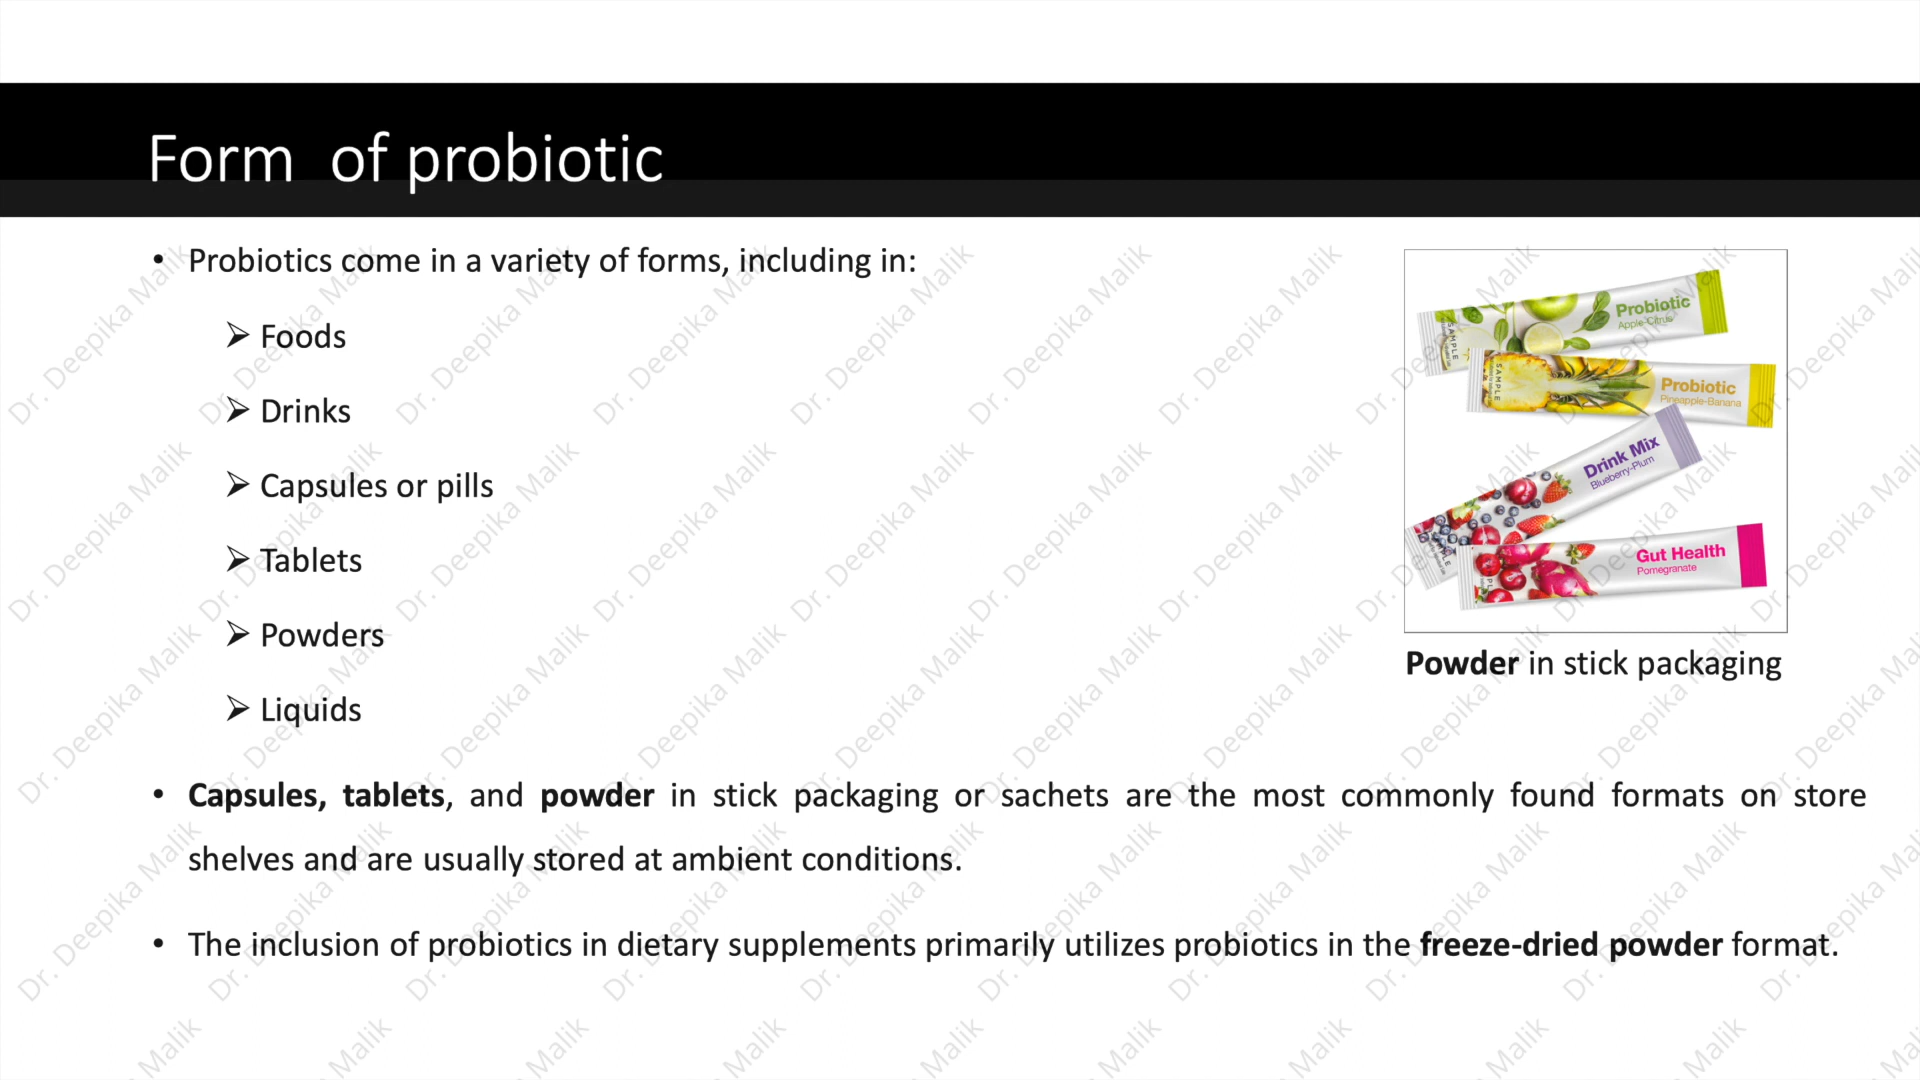 Form of probiotic
• Probiotics come in a variety of forms, including in:
➢ Foods
➢ Drinks
➢ Capsules or pills
➢ Tablets
➢ Powders
➢ Liquids
Probiotic
Apple-Citrus
SAMPLE
Probiotic
Pineapple-Banana
SAMPLE
Drink Mix
Blueberry-Plum
Gut Health
Pomegranate
Powder in stick packaging
• Capsules, tablets, and powder in stick packaging or sachets are the most commonly found formats on store
shelves and are usually stored at ambient conditions.
• The inclusion of probiotics in dietary supplements primarily utilizes probiotics in the freeze-dried powder format.
Dr. Deepika Malik